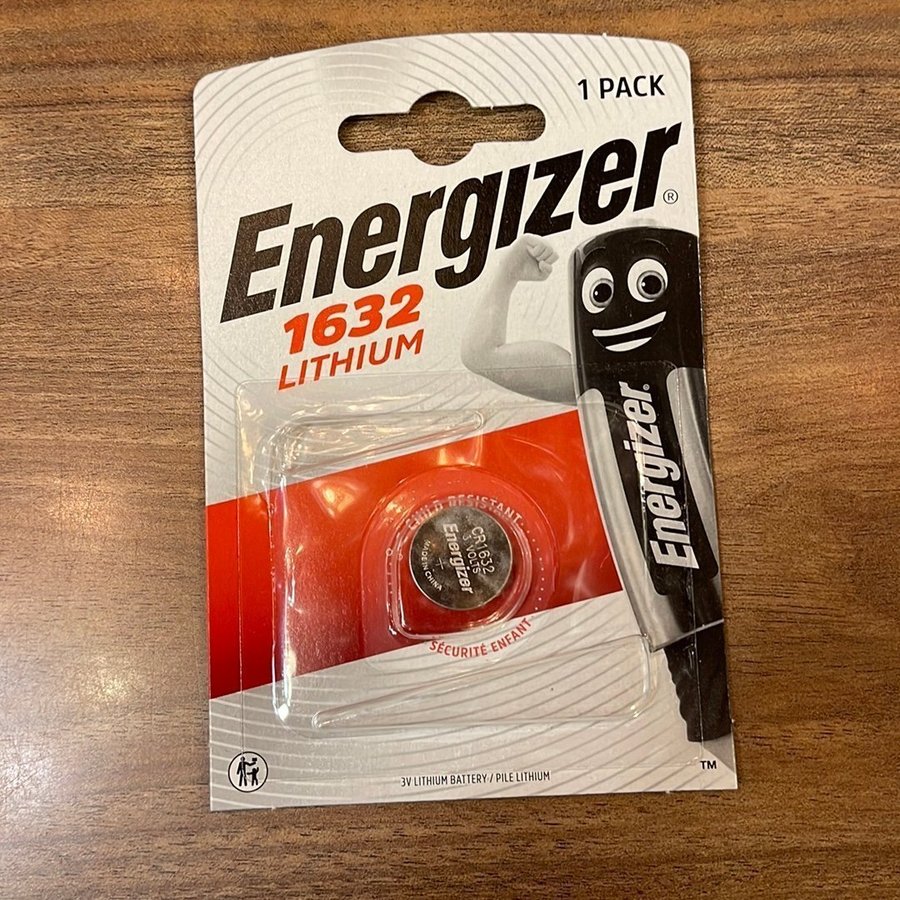 1 PACK
Energizer®
1632
LITHIUM
Energizer®
CHILD RESISTANT
CR1632
3 VOLTS
Energizer
+
MADE IN CHINA
SÉCURITÉ ENFANT
3V LITHIUM BATTERY / PILE LITHIUM
™